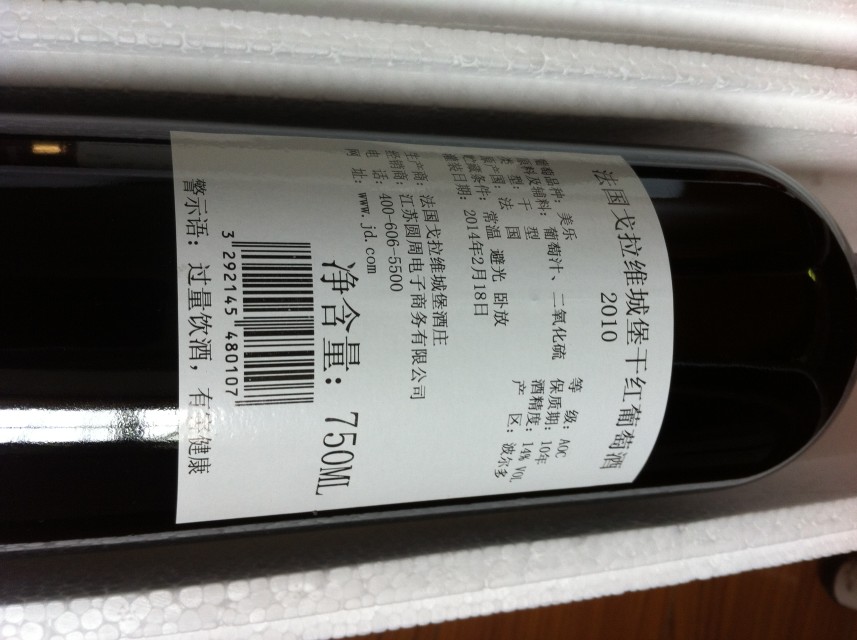 法国戈拉维城堡干红葡萄酒
2010
葡萄品种：美乐 等 级：AOC
原料及辅料：葡萄汁、二氧化硫 保质期：10年
类 型：干 型 酒精度：14% VOL
原产国：法 国 产 区：波尔多
贮藏条件：常温 避光 卧放
灌装日期：2014年2月18日
生产商：法国戈拉维城堡酒庄
经销商：江苏圆周电子商务有限公司
电 话：400-606-5500
网 址：www.jd.com
净含量：750ML
3 292145 480107
警示语：过量饮酒，有害健康